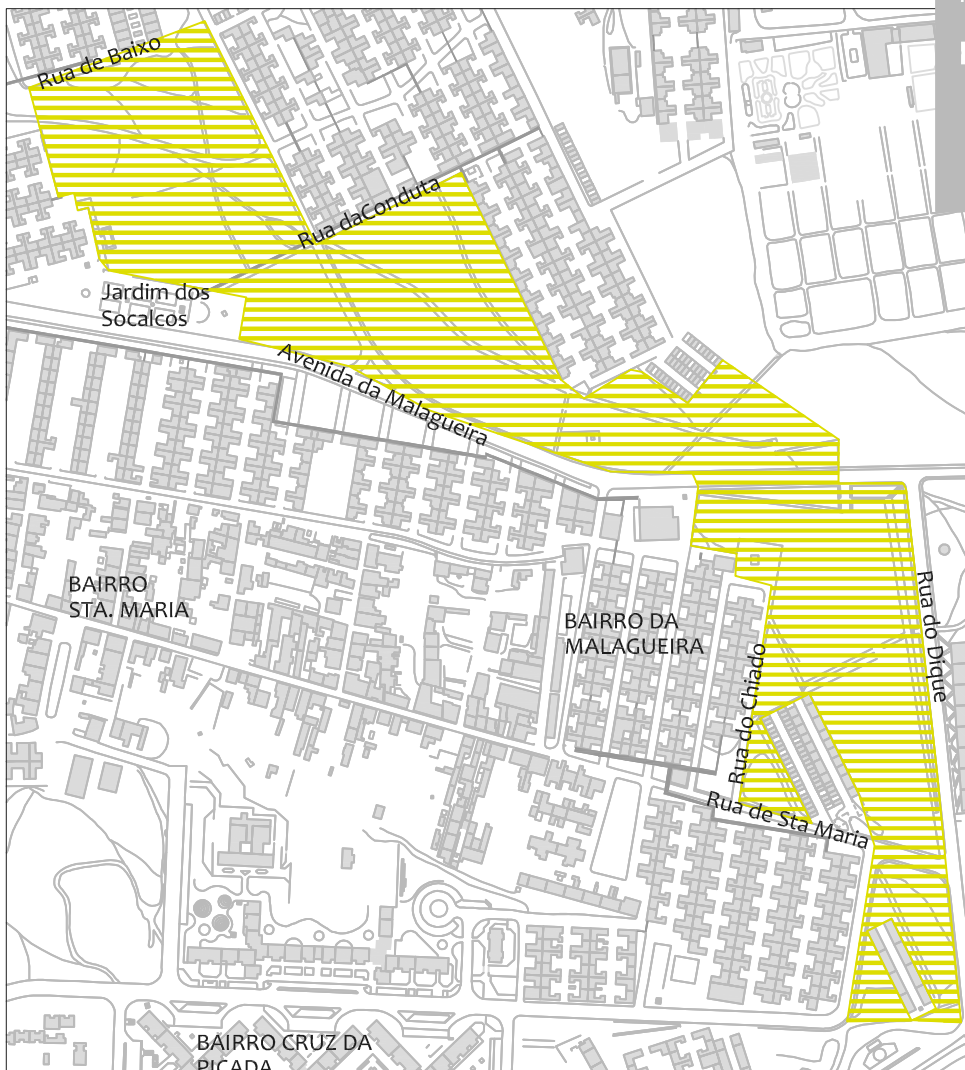 Rua de Baixo
Rua daConduta
Jardim dos
Socalcos
Avenida da Malagueira
BAIRRO
STA. MARIA
BAIRRO DA
MALAGUEIRA
Rua do Dique
Rua do Chiado
Rua de Sta Maria
BAIRRO CRUZ DA
PICADA